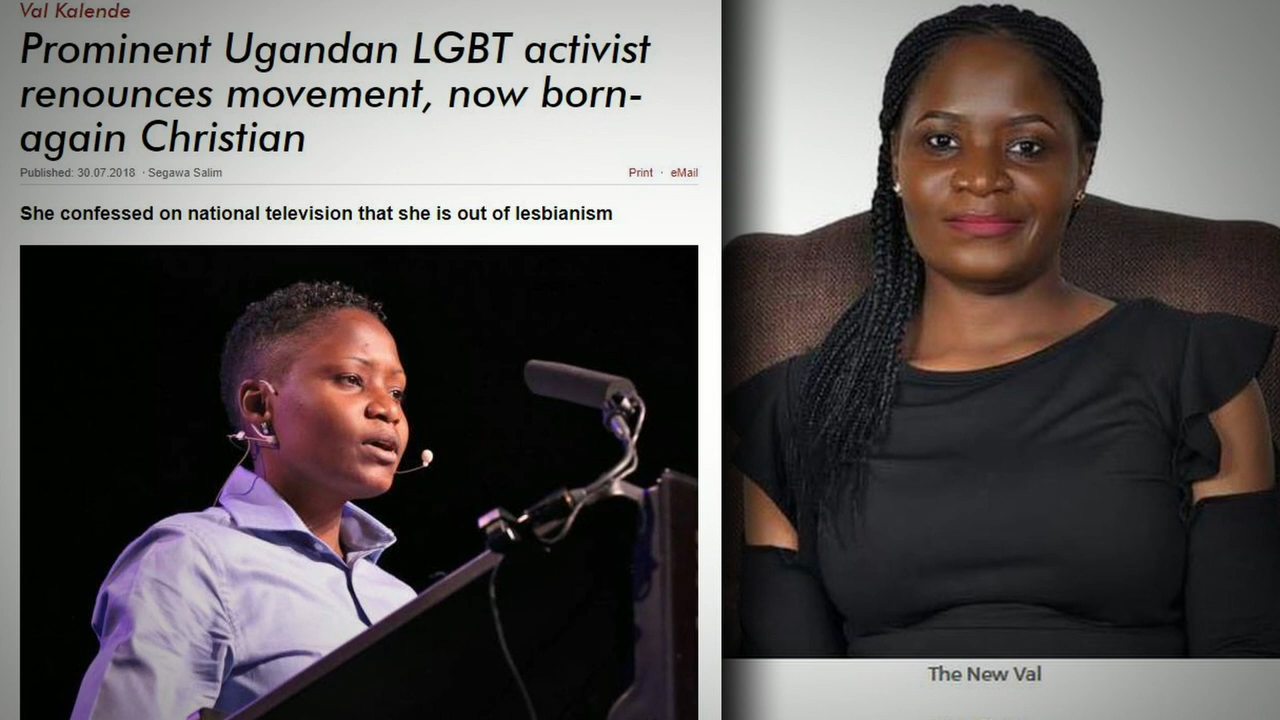 Val Kalende
Prominent Ugandan LGBT activist
renounces movement, now born-
again Christian
Published: 30.07.2018 · Segawa Salim
Print · eMail
She confessed on national television that she is out of lesbianism
The New Val